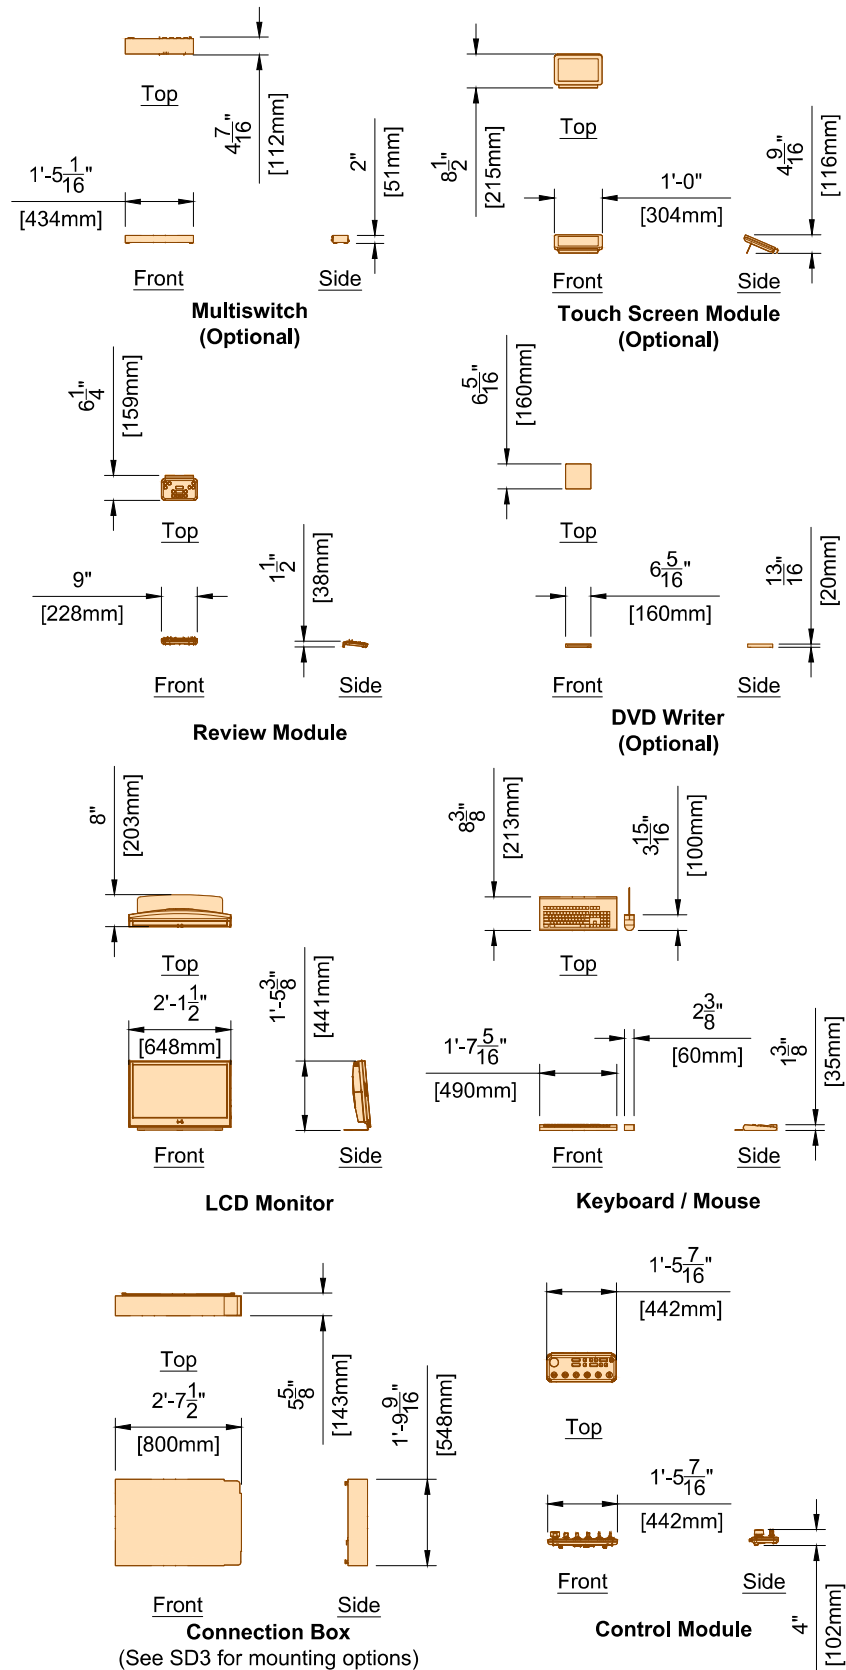 Top
4 7/16"
[112mm]
1'-5 1/16"
[434mm]
2"
[51mm]
Front
Side
Multiswitch
(Optional)
Top
8 1/2"
[215mm]
1'-0"
[304mm]
4 9/16"
[116mm]
Front
Side
Touch Screen Module
(Optional)
6 1/4"
[159mm]
Top
9"
[228mm]
1 1/2"
[38mm]
Front
Side
Review Module
6 5/16"
[160mm]
Top
6 5/16"
[160mm]
13/16"
[20mm]
Front
Side
DVD Writer
(Optional)
8"
[203mm]
Top
2'-1 1/2"
[648mm]
1'-5 3/8"
[441mm]
Front
Side
LCD Monitor
8 3/8"
[213mm]
3 15/16"
[100mm]
Top
1'-7 5/16"
[490mm]
2 3/8"
[60mm]
1 3/8"
[35mm]
Front
Side
Keyboard / Mouse
Top
5 5/8"
[143mm]
2'-7 1/2"
[800mm]
1'-9 9/16"
[548mm]
Front
Side
Connection Box
(See SD3 for mounting options)
1'-5 7/16"
[442mm]
Top
1'-5 7/16"
[442mm]
Front
Side
4"
[102mm]
Control Module